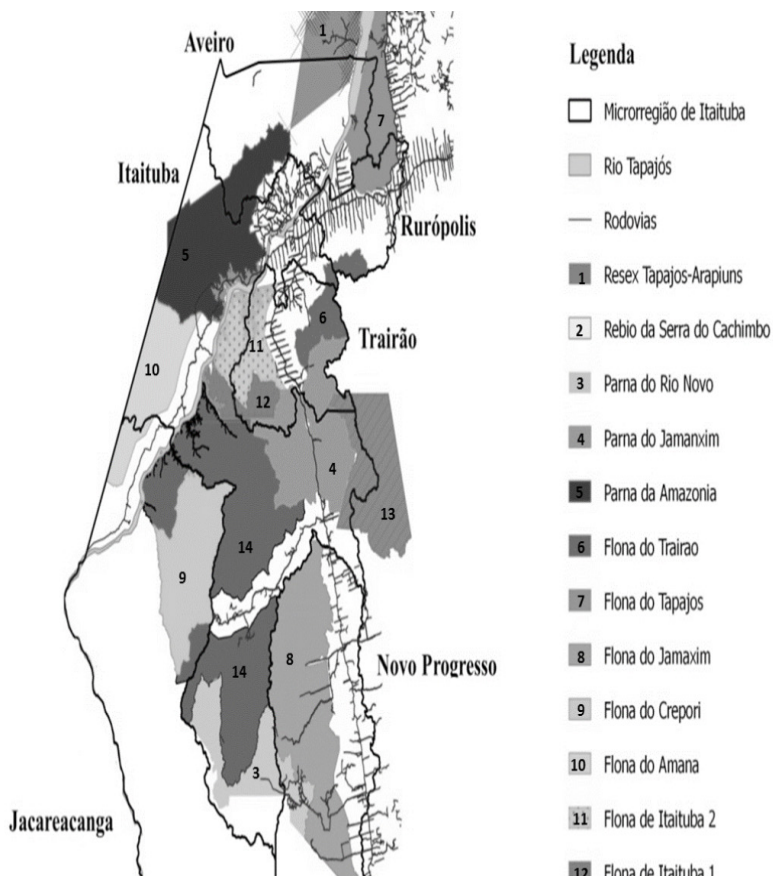 Aveiro
1
7
Itaituba
Rurópolis
5
6
Trairão
11
10
12
4
13
14
9
Novo Progresso
14
8
3
Jacareacanga
Legenda
Microrregião de Itaituba
Rio Tapajós
Rodovias
1 Resex Tapajos-Arapiuns
2 Rebio da Serra do Cachimbo
3 Parna do Rio Novo
4 Parna do Jamanxim
5 Parna da Amazonia
6 Flona do Trairao
7 Flona do Tapajos
8 Flona do Jamaxim
9 Flona do Crepori
10 Flona do Amana
11 Flona de Itaituba 2
12 Flona de Itaituba 1